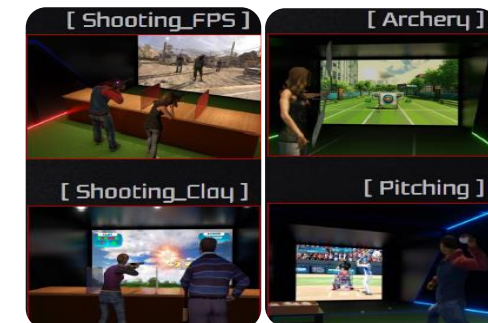 [ Shooting_FPS ]
[ Archery ]
[ Shooting_Clay ]
[ Pitching ]